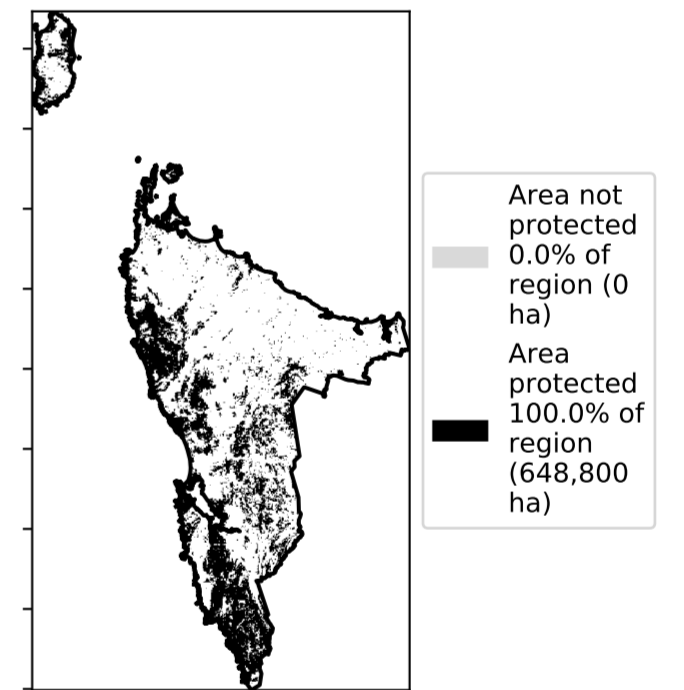 Area not
protected
0.0% of
region (0
ha)
Area
protected
100.0% of
region
(648,800
ha)